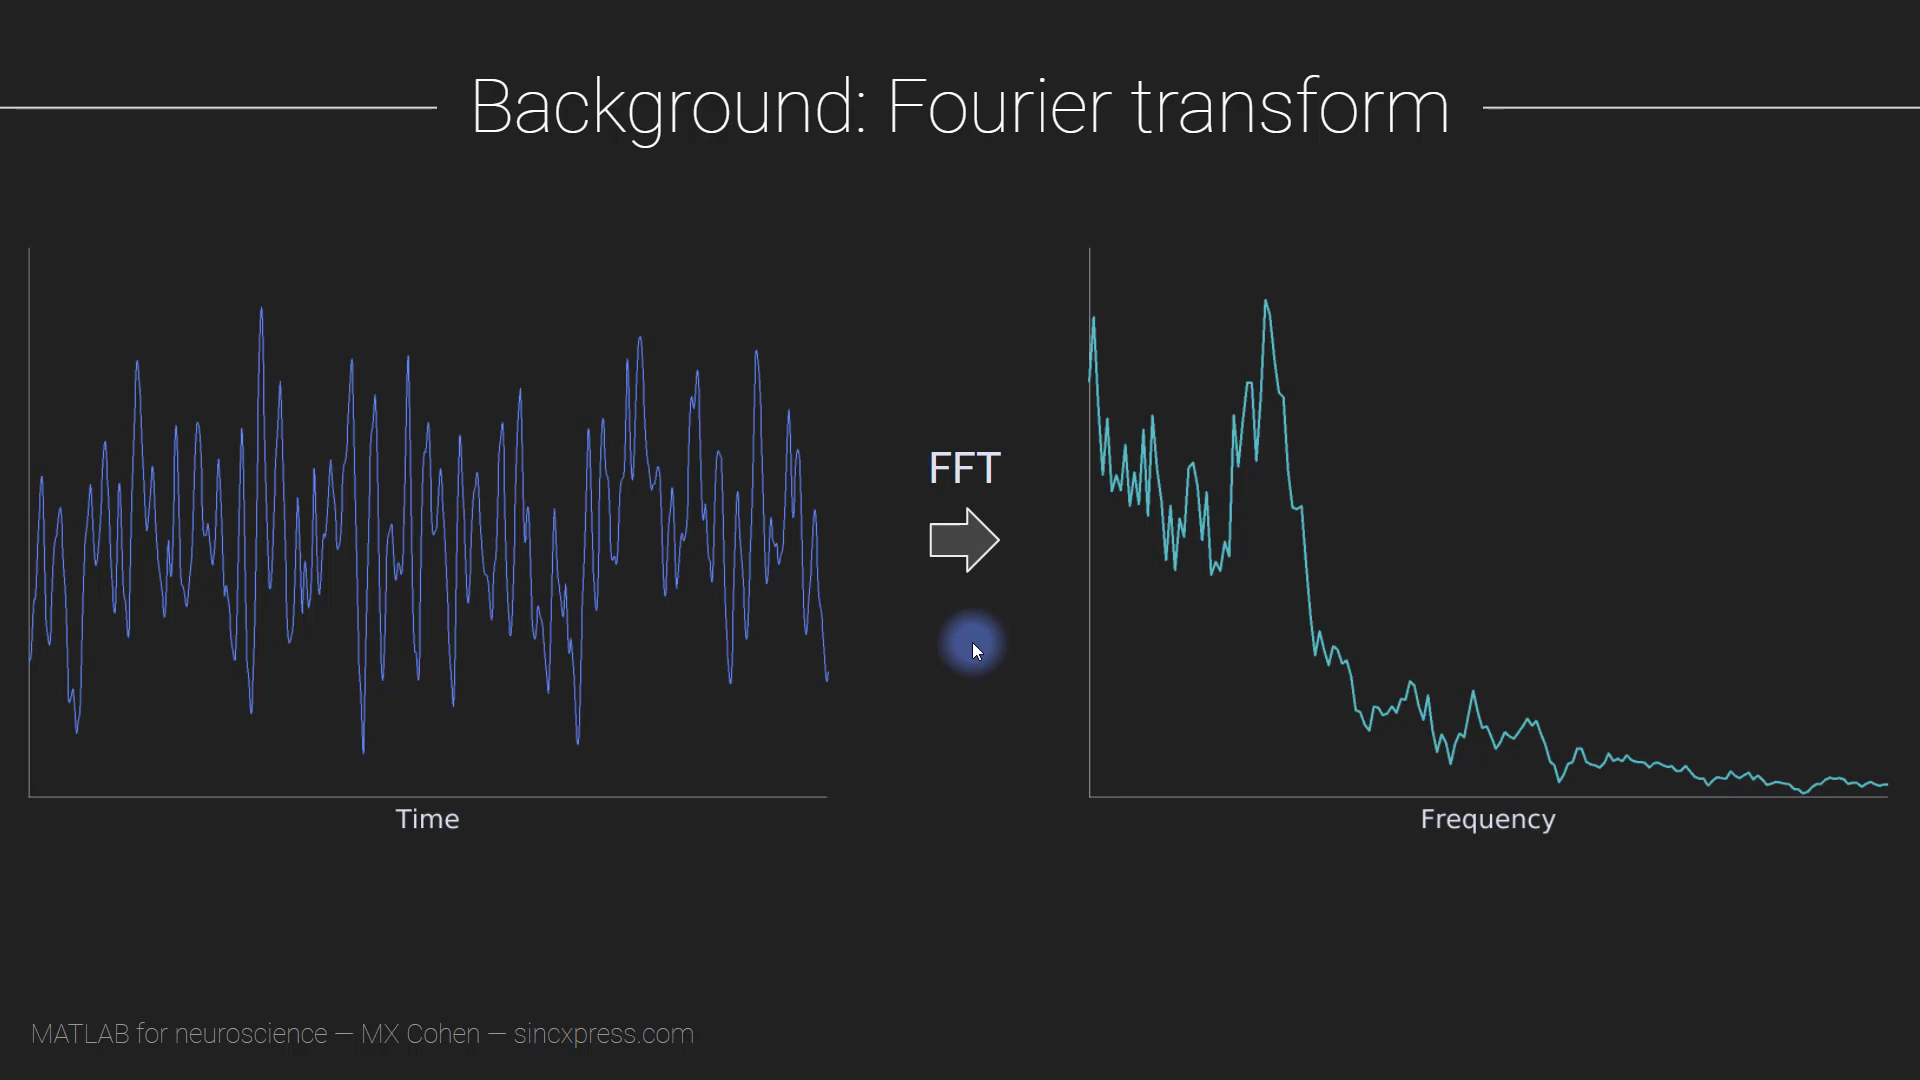 Background: Fourier transform
FFT
Time
Frequency
MATLAB for neuroscience — MX Cohen — sincxpress.com